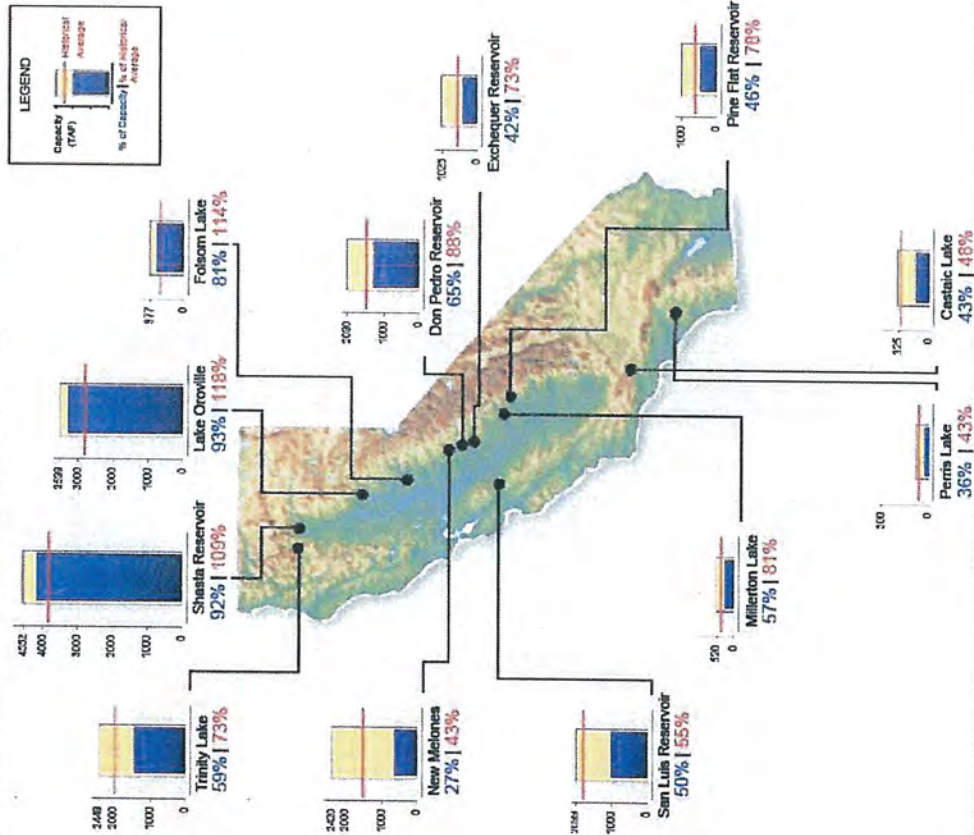 LEGEND
Capacity
(TAF)
Historical
Average
% of Capacity | % of Historical
Average
2449
2000
1000
0
Trinity Lake
59% | 73%
4552
4000
3000
2000
1000
0
Shasta Reservoir
92% | 109%
3538
3000
2000
1000
0
Lake Oroville
93% | 118%
977
0
Folsom Lake
81% | 114%
2420
2000
1000
0
New Melones
27% | 43%
2030
1000
0
Don Pedro Reservoir
65% | 88%
1025
0
Exchequer Reservoir
42% | 73%
1000
0
San Luis Reservoir
50% | 55%
520
0
Millerton Lake
57% | 81%
1000
0
Pine Flat Reservoir
46% | 78%
0
Perris Lake
36% | 43%
325
0
Castaic Lake
43% | 48%